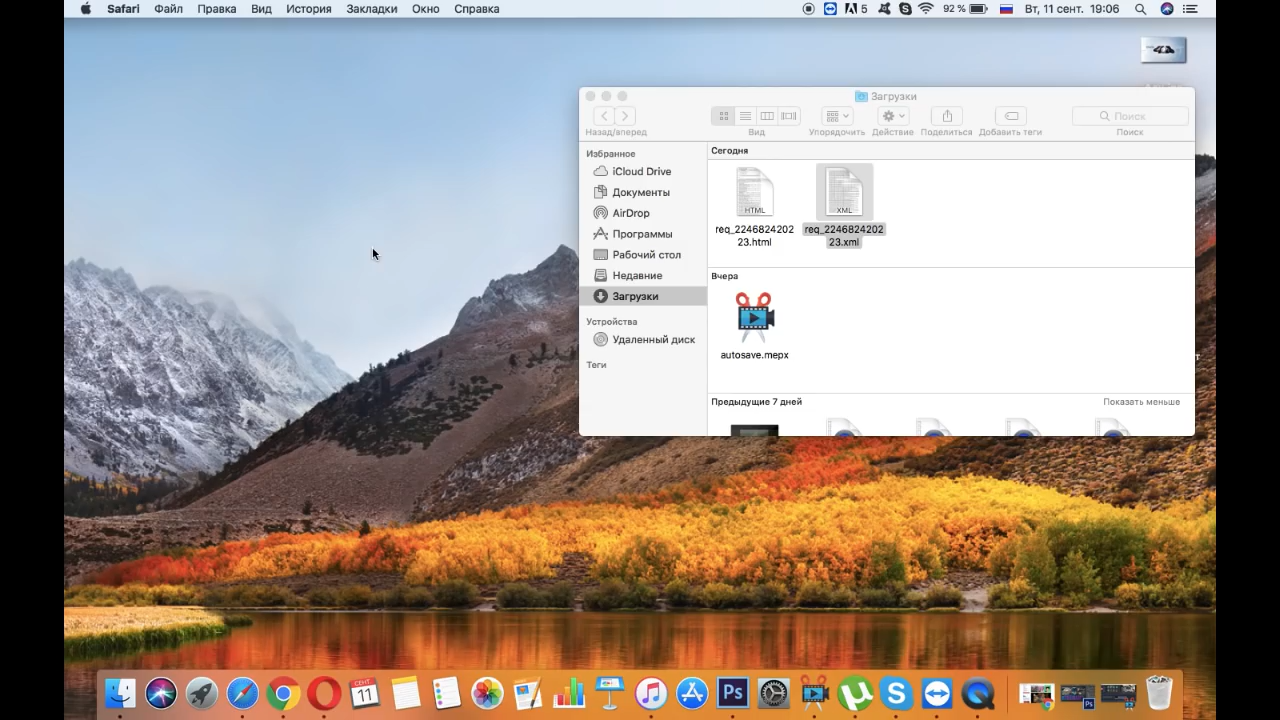 Safari Файл Правка Вид История Закладки Окно Справка 5 92 % Вт, 11 сент. 19:06
Загрузки
Поиск
Назад/вперед Вид Упорядочить Действие Поделиться Добавить теги Поиск
Избранное
iCloud Drive
Документы
AirDrop
Программы
Рабочий стол
Недавние
Загрузки
Устройства
Удаленный диск
Теги
Сегодня
HTML
req_2246824202
23.html
XML
req_2246824202
23.xml
Вчера
autosave.mepx
Предыдущие 7 дней Показать меньше
СЕНТ.
11
Ps